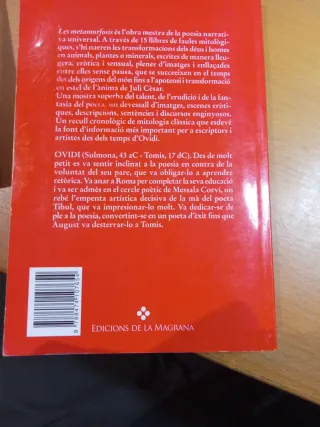 Les metamorfosis és l'obra mestra de la poesia narrati-
va universal. A través de 15 llibres de faules mitològi-
ques, s'hi narren les transformacions dels déus i homes
en animals, plantes o minerals, escrites de manera lleu-
gera, eròtica i sensual, plenes d'imatges i enllaçades
entre elles sense pausa, que se succeeixen en el temps
des dels orígens del món fins a l'apoteosi i transformació
en estel de l'ànima de Juli Cèsar.
Una mostra superba del talent, de l'erudició i de la fan-
tasia del poeta, un devessall d'imatges, escenes eròti-
ques, descripcions, sentències i discursos enginyosos.
Un recull cronològic de mitologia clàssica que esdevé
la font d'informació més important per a escriptors i
artistes des dels temps d'Ovidi.
OVIDI (Sulmona, 43 aC - Tomis, 17 dC). Des de molt
petit es va sentir inclinat a la poesia en contra de la
voluntat del seu pare, que va obligar-lo a aprendre
retòrica. Va anar a Roma per completar la seva educació
i va ser admès en el cercle poètic de Messala Corví, on
rebé l'empenta artística decisiva de la mà del poeta
Tibul, que va impressionar-lo molt. Va dedicar-se de
ple a la poesia, convertint-se en un poeta d'èxit fins que
August va desterrar-lo a Tomis.
EDICIONS DE LA MAGRANA